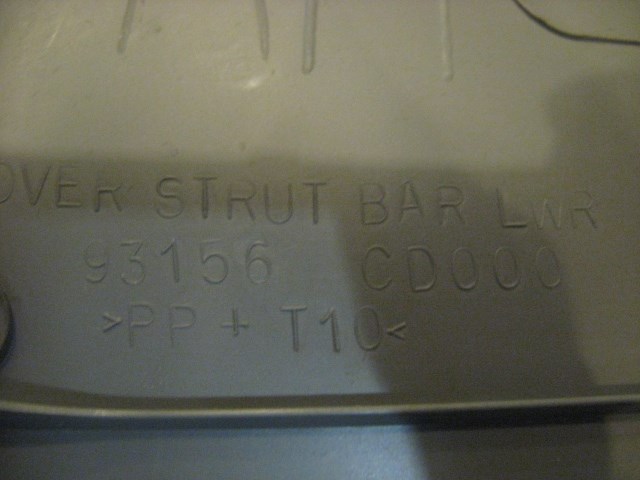 OVER STRUT BAR LWR
93156 CD000
>PP+T10<